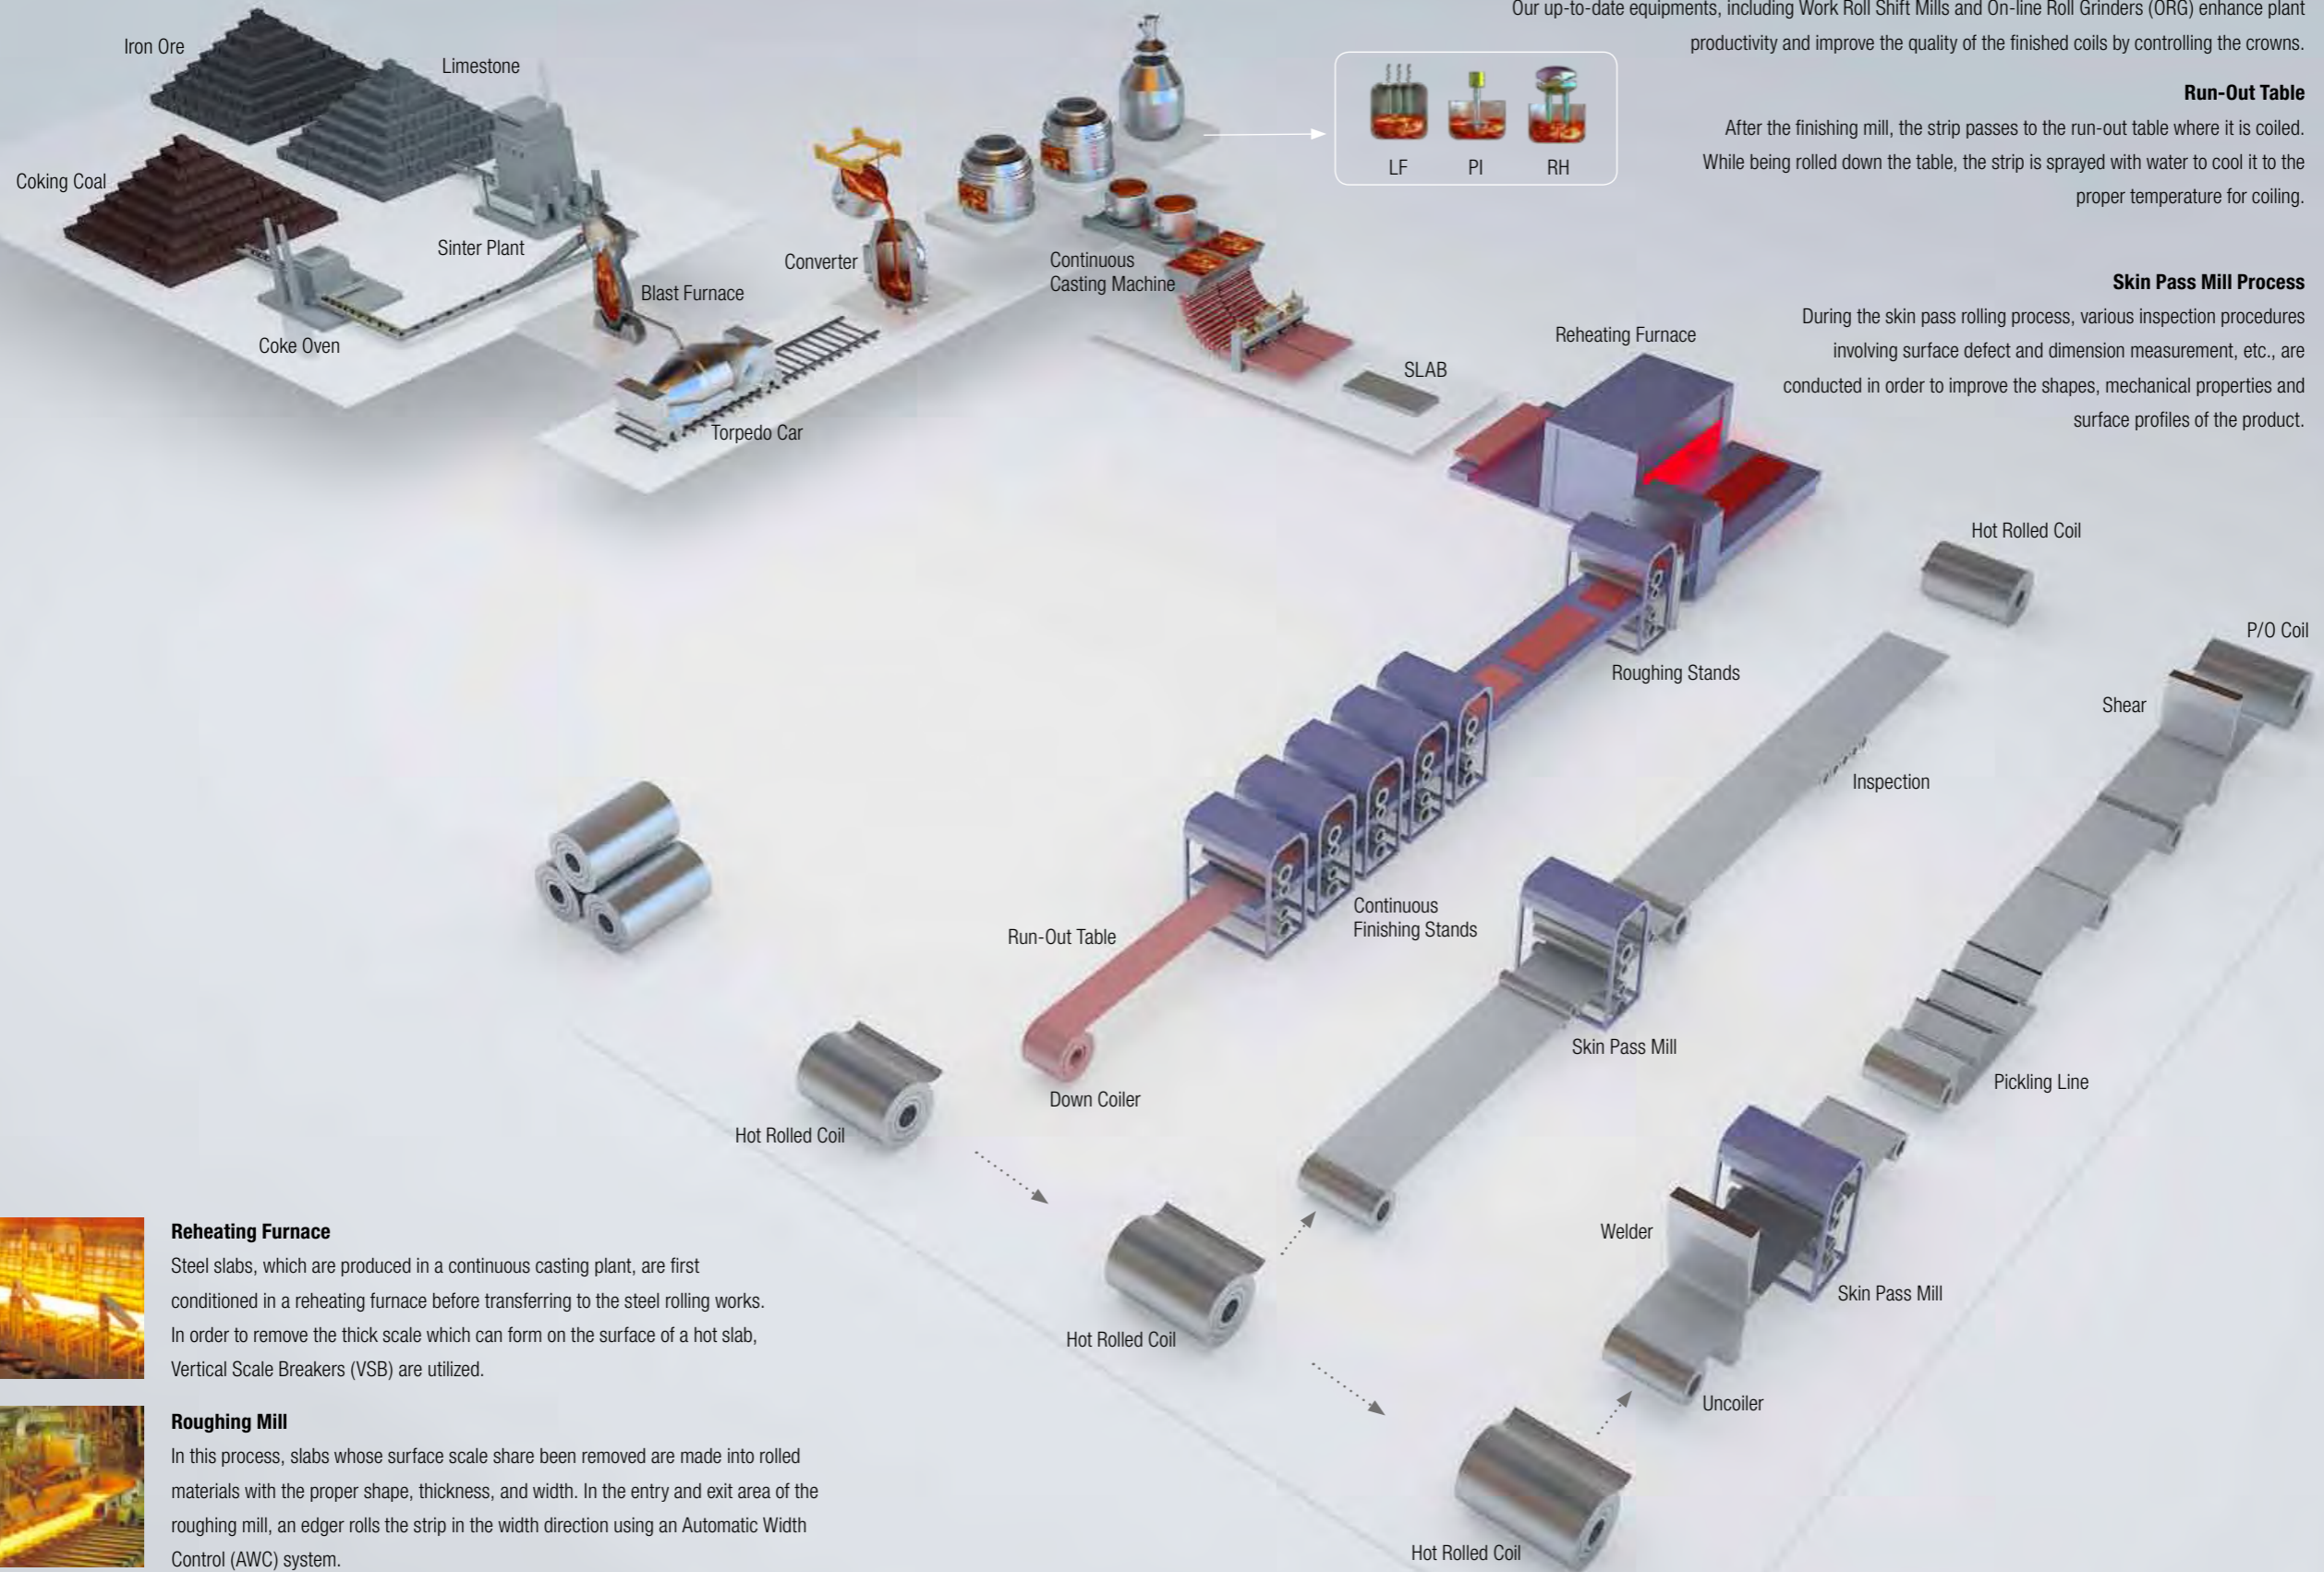 Our up-to-date equipments, including Work Roll Shift Mills and On-line Roll Grinders (ORG) enhance plant
productivity and improve the quality of the finished coils by controlling the crowns.
Run-Out Table
After the finishing mill, the strip passes to the run-out table where it is coiled.
While being rolled down the table, the strip is sprayed with water to cool it to the
proper temperature for coiling.
Skin Pass Mill Process
During the skin pass rolling process, various inspection procedures
involving surface defect and dimension measurement, etc., are
conducted in order to improve the shapes, mechanical properties and
surface profiles of the product.
Iron Ore
Limestone
Coking Coal
Sinter Plant
Coke Oven
Blast Furnace
Torpedo Car
Converter
LF
PI
RH
Continuous
Casting Machine
SLAB
Reheating Furnace
Roughing Stands
Continuous
Finishing Stands
Run-Out Table
Down Coiler
Hot Rolled Coil
Hot Rolled Coil
Hot Rolled Coil
Skin Pass Mill
Inspection
Hot Rolled Coil
Uncoiler
Welder
Skin Pass Mill
Pickling Line
Shear
P/O Coil
Reheating Furnace
Steel slabs, which are produced in a continuous casting plant, are first
conditioned in a reheating furnace before transferring to the steel rolling works.
In order to remove the thick scale which can form on the surface of a hot slab,
Vertical Scale Breakers (VSB) are utilized.
Roughing Mill
In this process, slabs whose surface scale share been removed are made into rolled
materials with the proper shape, thickness, and width. In the entry and exit area of the
roughing mill, an edger rolls the strip in the width direction using an Automatic Width
Control (AWC) system.